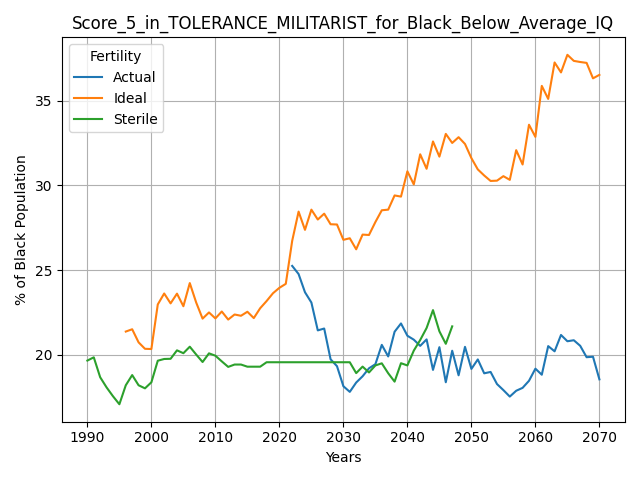 Score_5_in_TOLERANCE_MILITARIST_for_Black_Below_Average_IQ
Fertility
Actual
Ideal
Sterile
% of Black Population
35
30
25
20
1990 2000 2010 2020 2030 2040 2050 2060 2070
Years